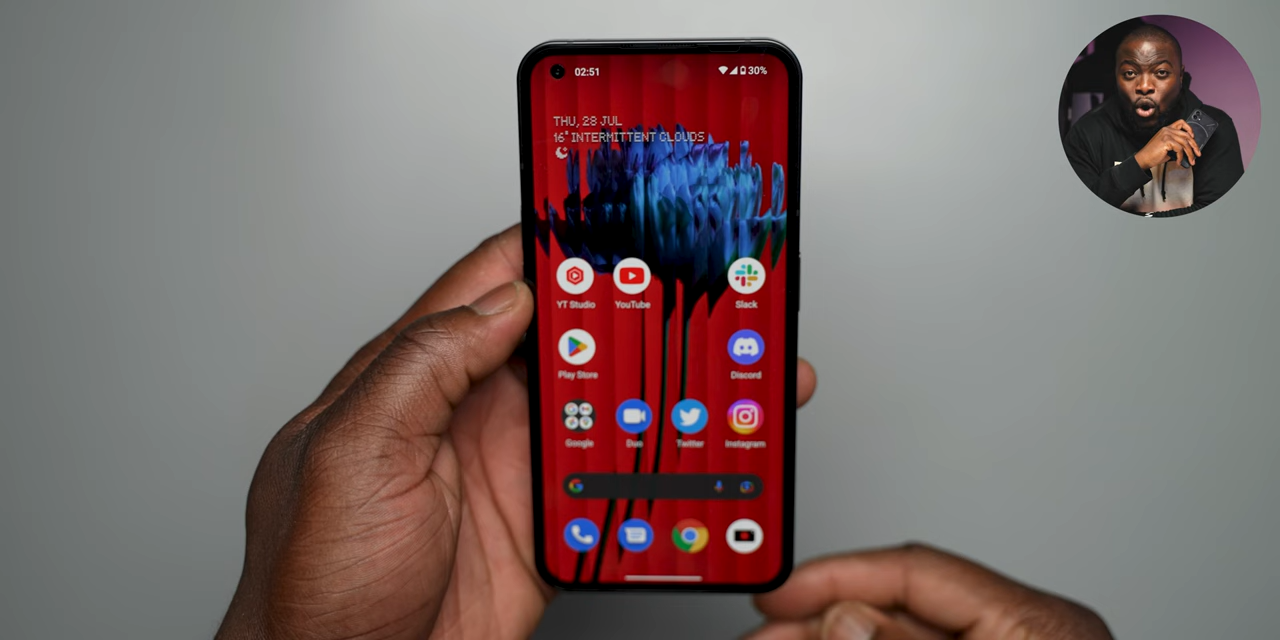 02:51 30%
THU, 28 JUL
16° INTERMITTENT CLOUDS
YT Studio YouTube Slack
Play Store Discord
Google Duo Twitter Instagram